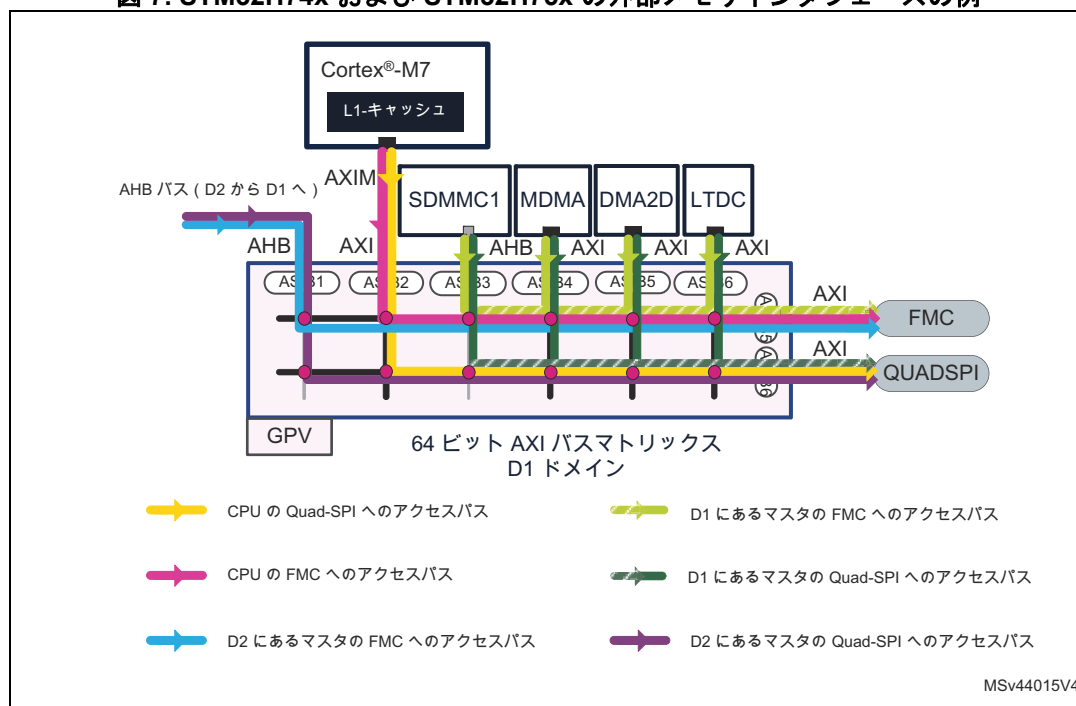 Cortex®-M7
L1-キャッシュ
AXIM
SDMMC1
MDMA
DMA2D
LTDC
AHB バス ( D2 から D1 へ )
AHB
AXI
AHB
AXI
AXI
AXI
AXI
FMC
AXI
QUADSPI
GPV
64 ビット AXI バスマトリックス
D1 ドメイン
CPU の Quad-SPI へのアクセスパス
D1 にあるマスタの FMC へのアクセスパス
CPU の FMC へのアクセスパス
D1 にあるマスタの Quad-SPI へのアクセスパス
D2 にあるマスタの FMC へのアクセスパス
D2 にあるマスタの Quad-SPI へのアクセスパス
MSv44015V4